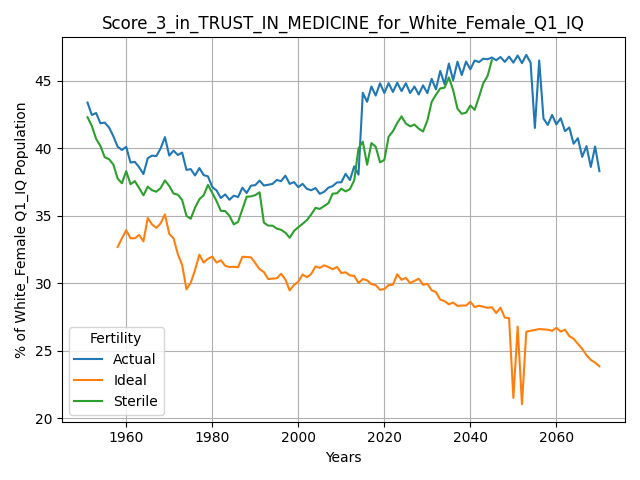 Score_3_in_TRUST_IN_MEDICINE_for_White_Female_Q1_IQ
% of White_Female Q1_IQ Population
45
40
35
30
25
20
Fertility
Actual
Ideal
Sterile
1960 1980 2000 2020 2040 2060
Years